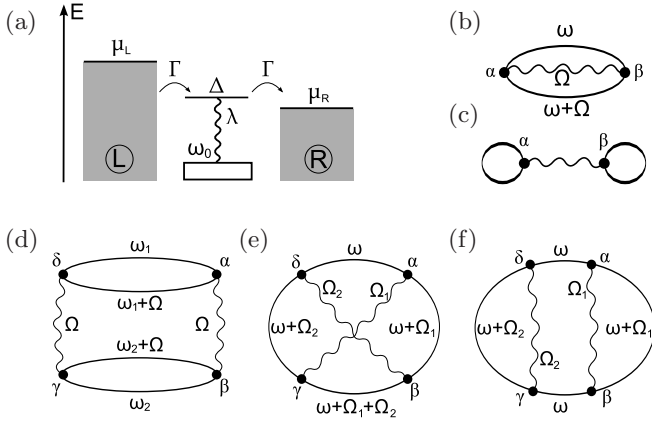 (a)
E
μL
Γ
Δ
Γ
μR
λ
ω0
L
R
(b)
ω
α
Ω
β
ω+Ω
(c)
α
β
(d)
δ
ω1
α
ω1+Ω
Ω
Ω
ω2+Ω
γ
ω2
β
(e)
δ
ω
α
Ω2
Ω1
ω+Ω2
ω+Ω1
γ
β
ω+Ω1+Ω2
(f)
δ
ω
α
Ω1
ω+Ω2
ω+Ω1
Ω2
γ
ω
β